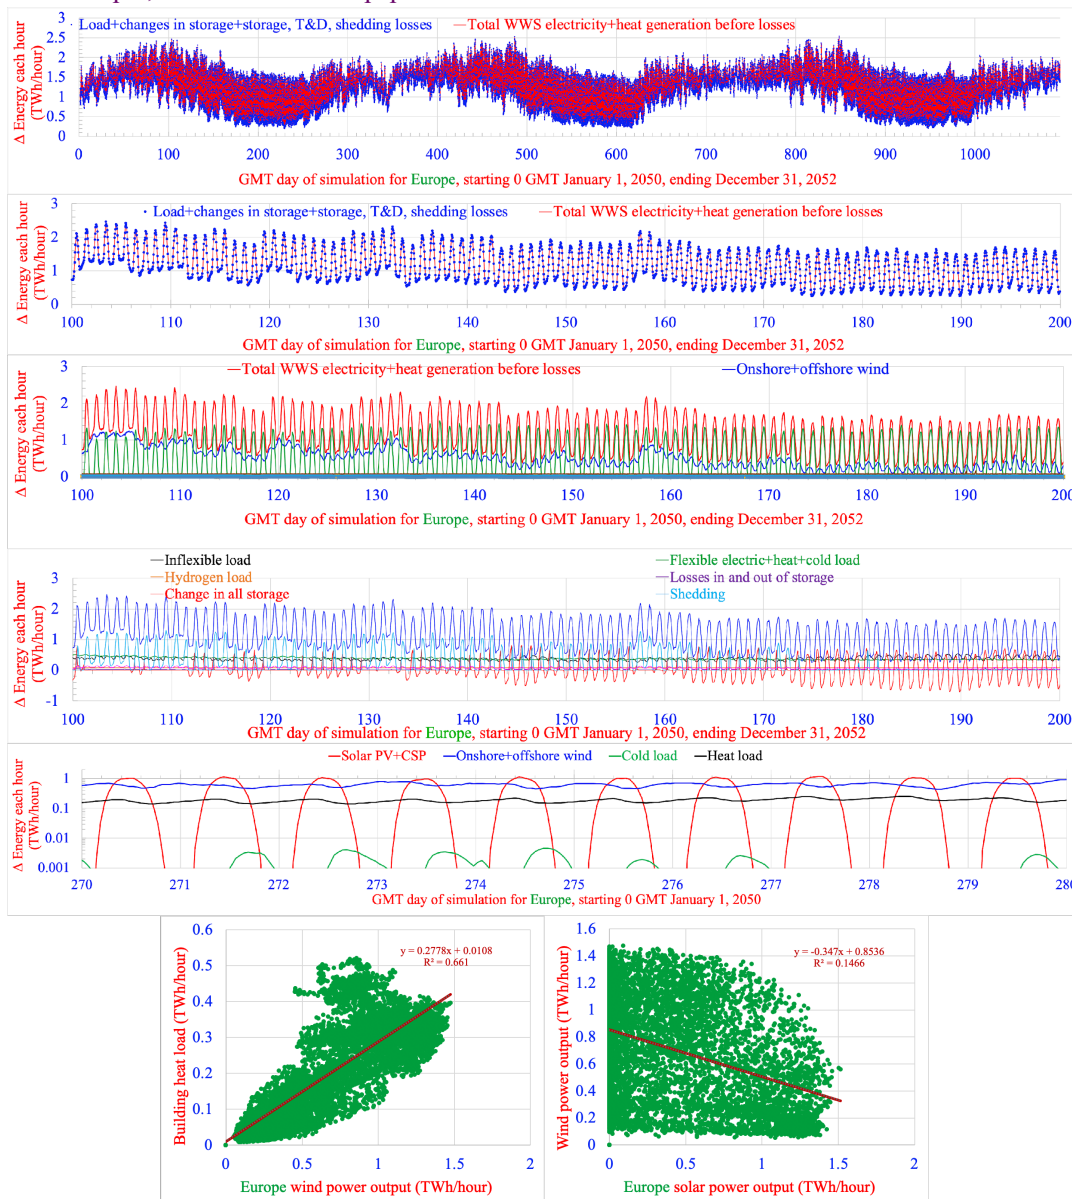 Load+changes in storage+storage, T&D, shedding losses —Total WWS electricity+heat generation before losses
Δ Energy each hour
(TWh/hour)
3
2.5
2
1.5
1
0.5
0
0 100 200 300 400 500 600 700 800 900 1000
GMT day of simulation for Europe, starting 0 GMT January 1, 2050, ending December 31, 2052
Load+changes in storage+storage, T&D, shedding losses —Total WWS electricity+heat generation before losses
Δ Energy each hour
(TWh/hour)
3
2
1
0
100 110 120 130 140 150 160 170 180 190 200
GMT day of simulation for Europe, starting 0 GMT January 1, 2050, ending December 31, 2052
—Total WWS electricity+heat generation before losses —Onshore+offshore wind
Δ Energy each hour
(TWh/hour)
3
2
1
0
100 110 120 130 140 150 160 170 180 190 200
GMT day of simulation for Europe, starting 0 GMT January 1, 2050, ending December 31, 2052
—Inflexible load —Flexible electric+heat+cold load
—Hydrogen load —Losses in and out of storage
—Change in all storage —Shedding
Δ Energy each hour
(TWh/hour)
3
2
1
0
-1
100 110 120 130 140 150 160 170 180 190 200
GMT day of simulation for Europe, starting 0 GMT January 1, 2050, ending December 31, 2052
—Solar PV+CSP —Onshore+offshore wind —Cold load —Heat load
Δ Energy each hour
(TWh/hour)
1
0.1
0.01
0.001
270 271 272 273 274 275 276 277 278 279 280
GMT day of simulation for Europe, starting 0 GMT January 1, 2050
Building heat load (TWh/hour)
0.6
0.5
0.4
0.3
0.2
0.1
0
y = 0.2778x + 0.0108
R² = 0.661
0 0.5 1 1.5 2
Europe wind power output (TWh/hour)
Wind power output (TWh/hour)
1.6
1.4
1.2
1
0.8
0.6
0.4
0.2
0
y = -0.347x + 0.8536
R² = 0.1466
0 0.5 1 1.5 2
Europe solar power output (TWh/hour)